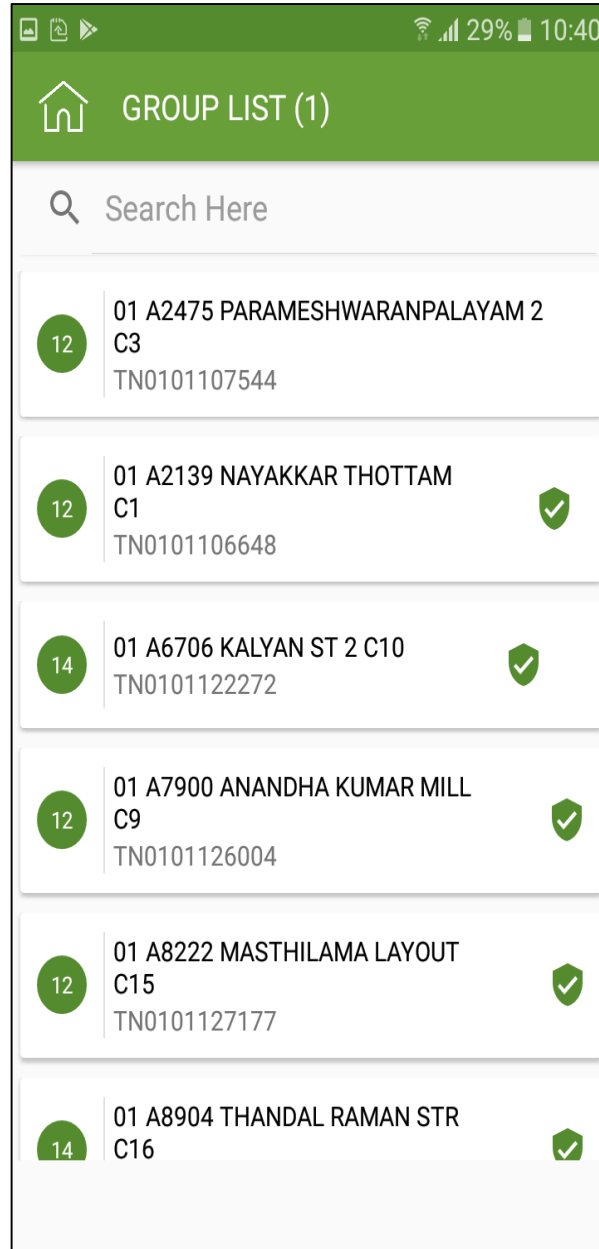 29% 10:40
GROUP LIST (1)
Search Here
12
01 A2475 PARAMESHWARANPALAYAM 2
C3
TN0101107544
12
01 A2139 NAYAKKAR THOTTAM
C1
TN0101106648
14
01 A6706 KALYAN ST 2 C10
TN0101122272
12
01 A7900 ANANDHA KUMAR MILL
C9
TN0101126004
12
01 A8222 MASTHILAMA LAYOUT
C15
TN0101127177
14
01 A8904 THANDAL RAMAN STR
C16